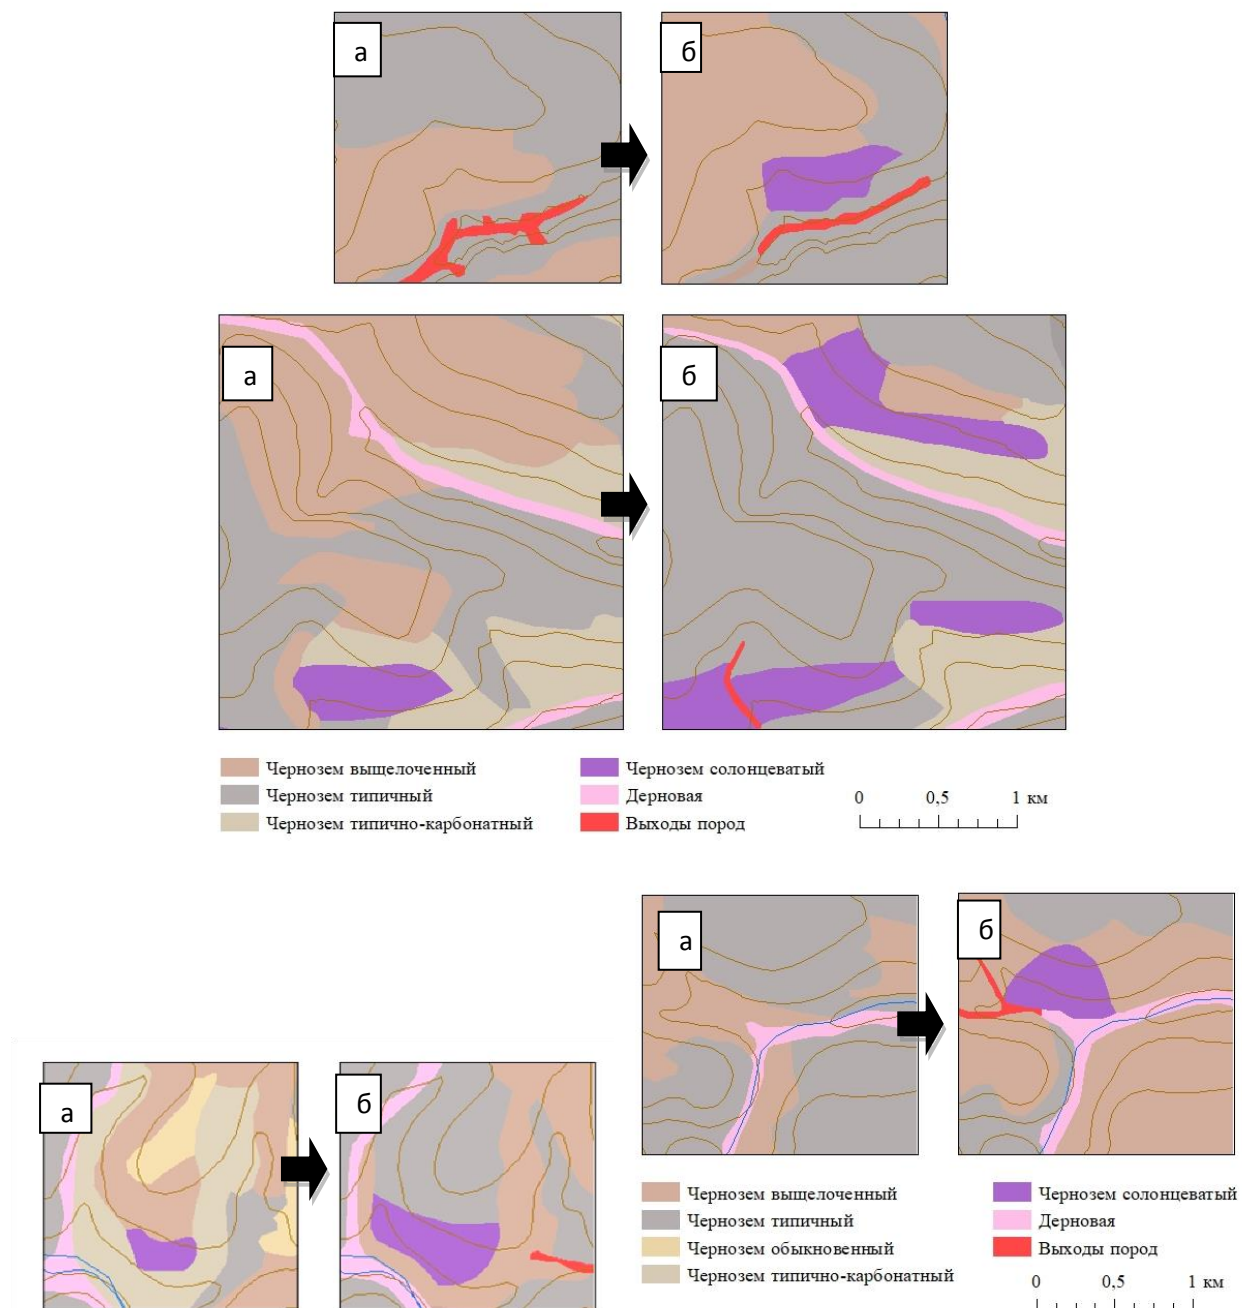 а
б
а
б
Чернозем выщелоченный
Чернозем типичный
Чернозем типично-карбонатный
Чернозем солонцеватый
Дерновая
Выходы пород
0 0,5 1 км
а
б
а
б
Чернозем выщелоченный
Чернозем типичный
Чернозем обыкновенный
Чернозем типично-карбонатный
Чернозем солонцеватый
Дерновая
Выходы пород
0 0,5 1 км